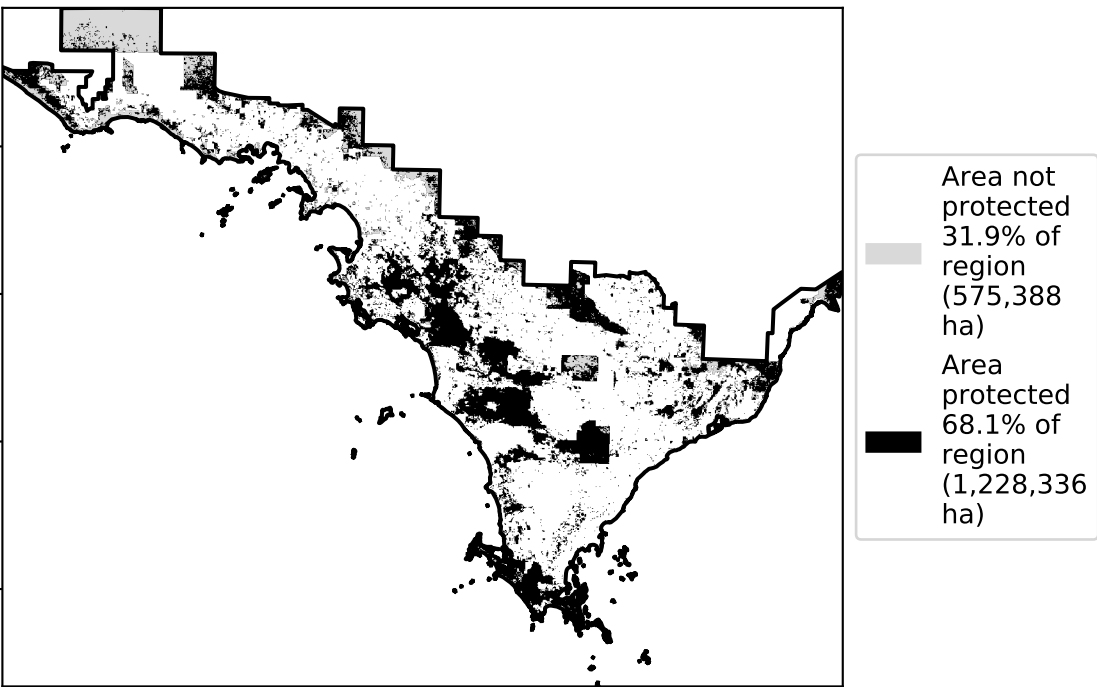 Area not
protected
31.9% of
region
(575,388
ha)
Area
protected
68.1% of
region
(1,228,336
ha)